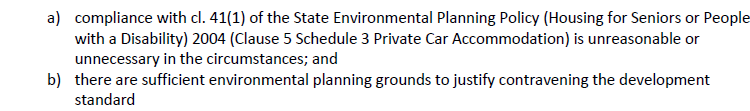 a) compliance with cl. 41(1) of the State Environmental Planning Policy (Housing for Seniors or People
with a Disability) 2004 (Clause 5 Schedule 3 Private Car Accommodation) is unreasonable or
unnecessary in the circumstances; and
b) there are sufficient environmental planning grounds to justify contravening the development
standard